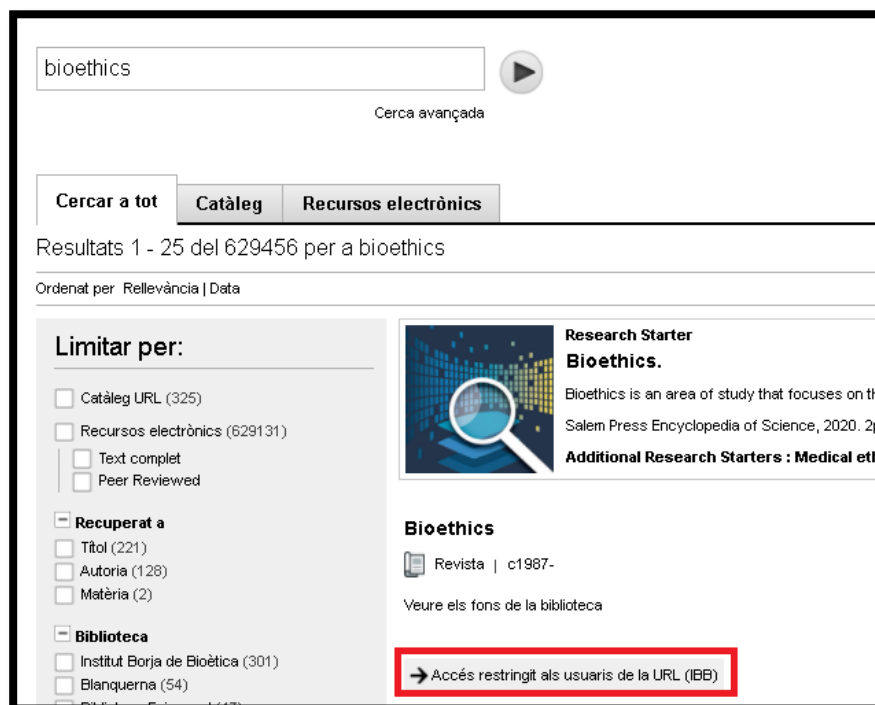 bioethics
Cerca avançada
Cercar a tot
Catàleg
Recursos electrònics
Resultats 1 - 25 del 629456 per a bioethics
Ordenat per Rellevància | Data
Limitar per:
Catàleg URL (325)
Recursos electrònics (629131)
Text complet
Peer Reviewed
Recuperat a
Títol (221)
Autoria (128)
Matèria (2)
Biblioteca
Institut Borja de Bioètica (301)
Blanquerna (54)
Research Starter
Bioethics.
Bioethics is an area of study that focuses on
Salem Press Encyclopedia of Science, 2020.
Additional Research Starters : Medical
Bioethics
Revista | c1987-
Veure els fons de la biblioteca
Accés restringit als usuaris de la URL (IBB)